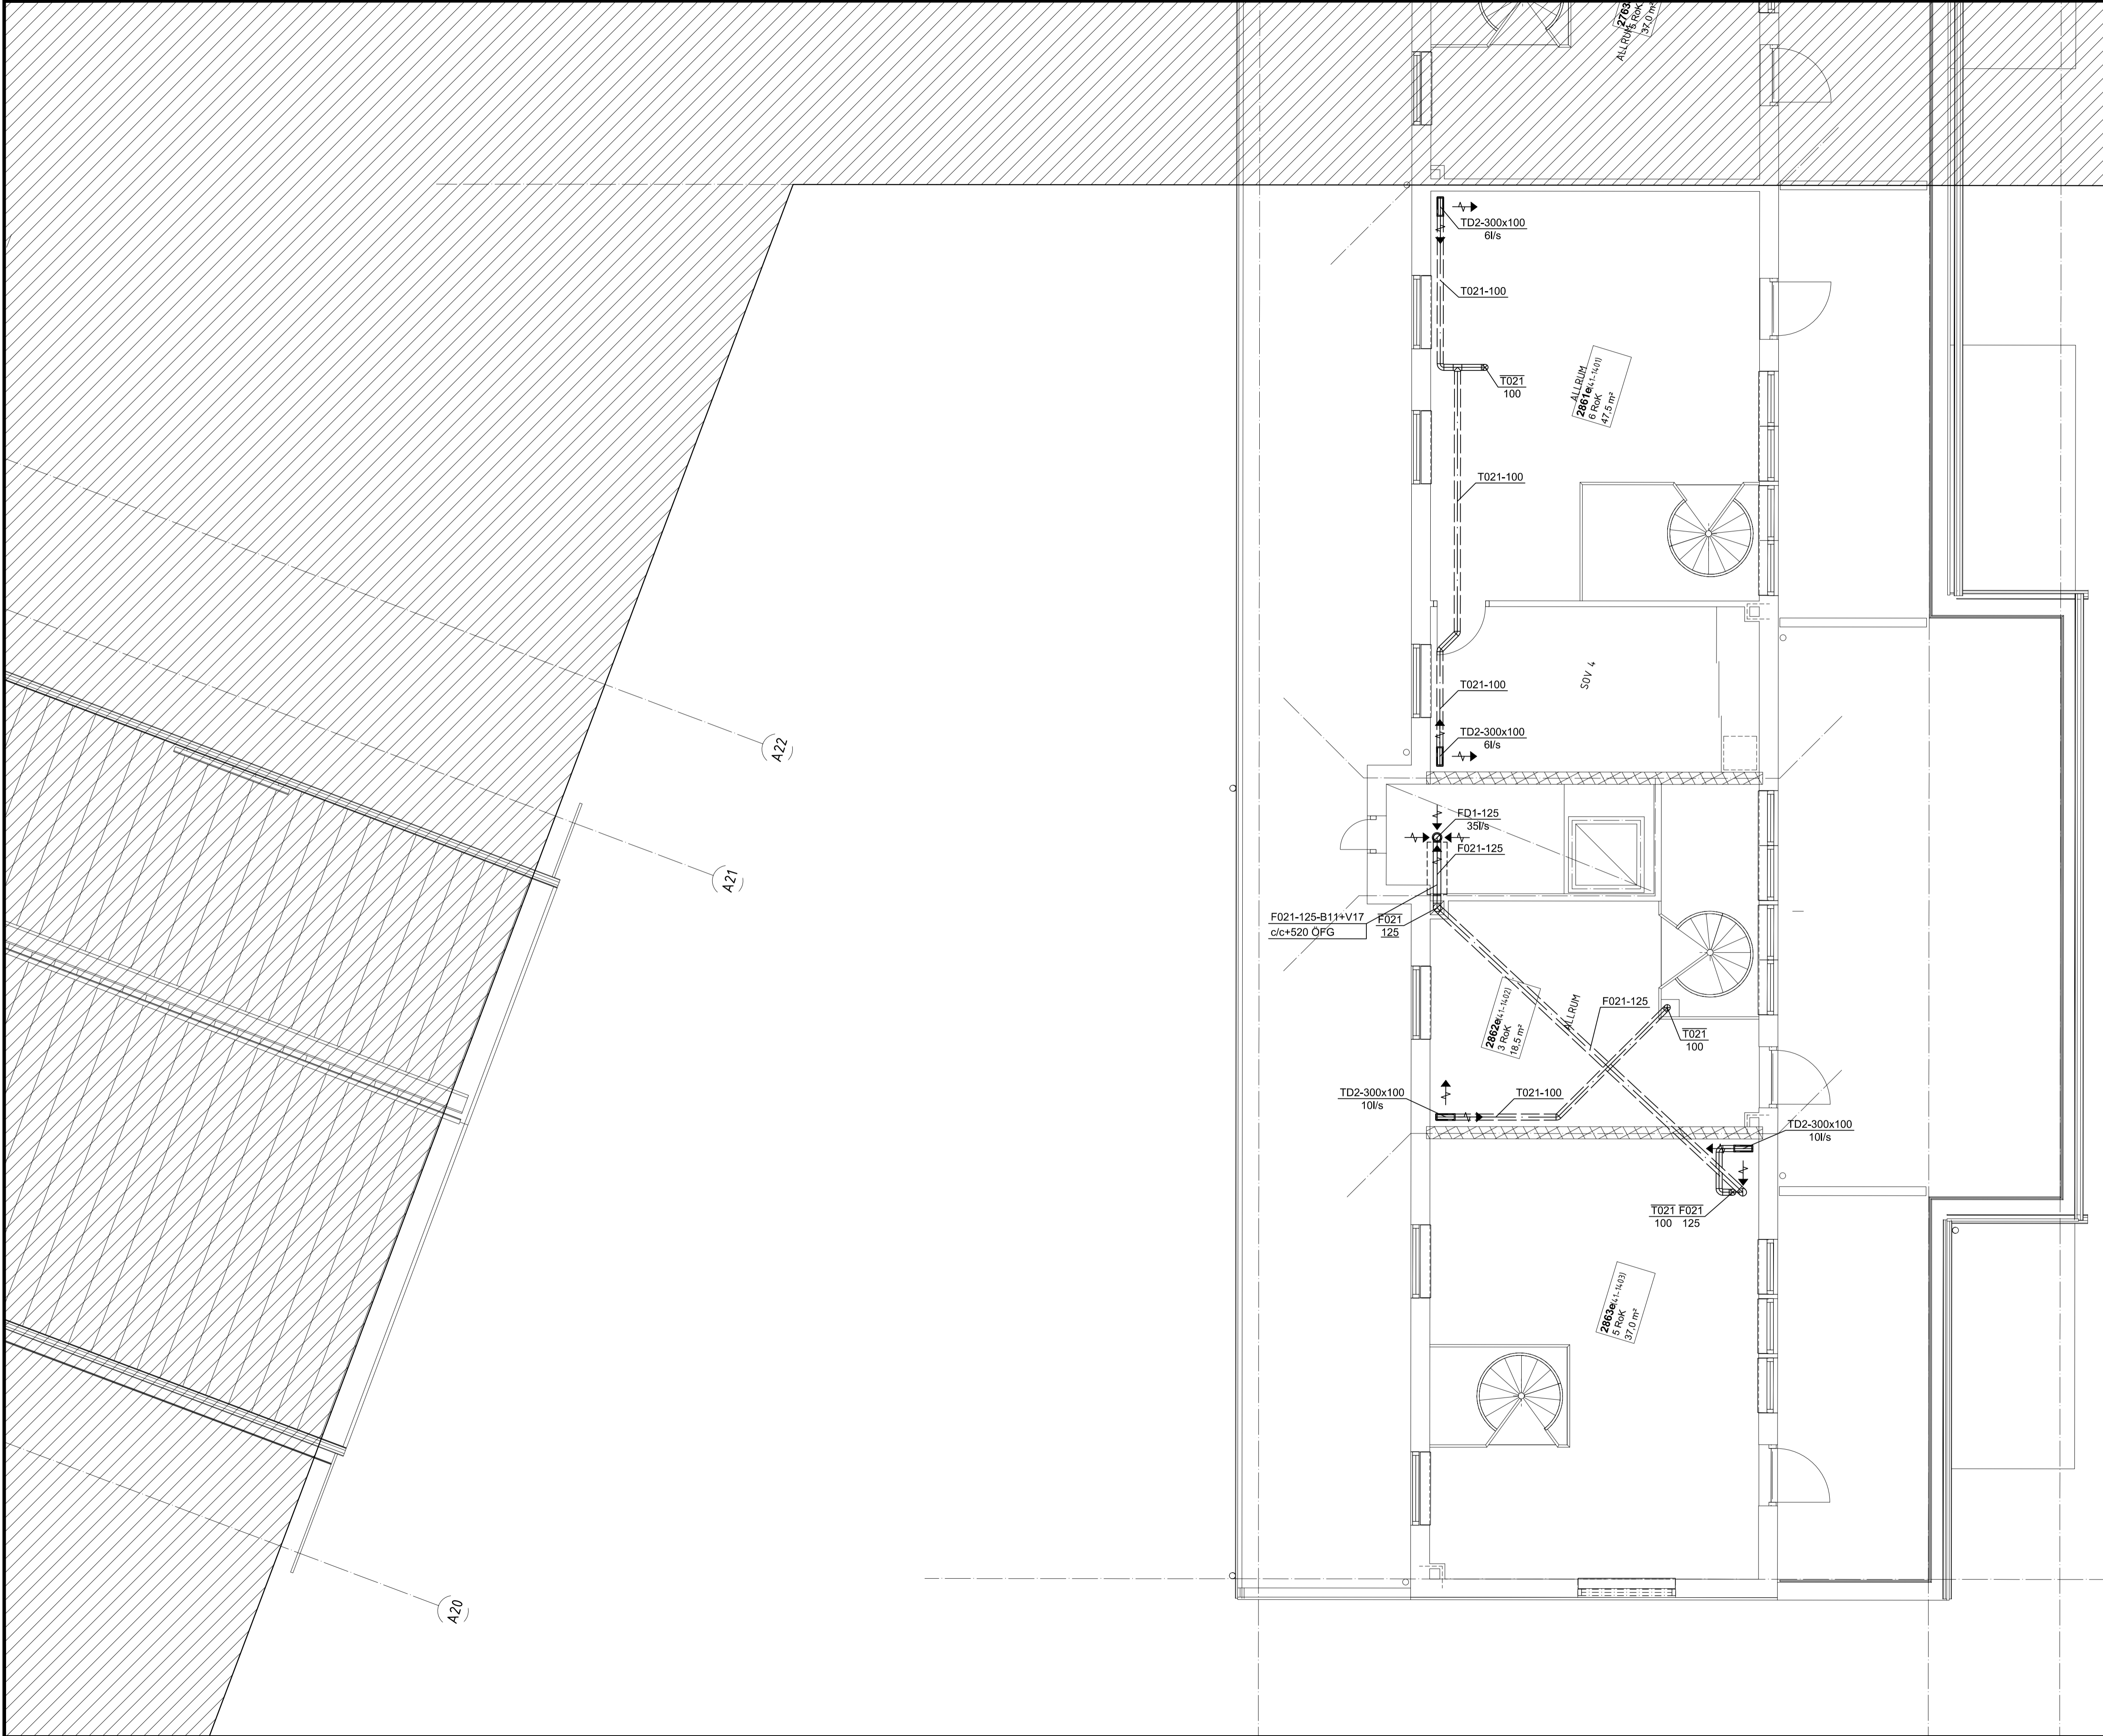 2763
5 RoK
37.0 m²
ALLRUM
TD2-300x100
6l/s
T021-100
T021
100
ALLRUM
2861e(41-1401)
6 RoK
47,5 m²
T021-100
SOV 4
T021-100
TD2-300x100
6l/s
A22
A21
FD1-125
35l/s
F021-125
F021-125-B11+V17
c/c+520 ÖFG
F021
125
2862e(41-1402)
3 RoK
18,5 m²
ALLRUM
F021-125
T021
100
TD2-300x100
10l/s
T021-100
TD2-300x100
10l/s
T021 F021
100 125
2863e(41-1403)
5 RoK
37,0 m²
A20